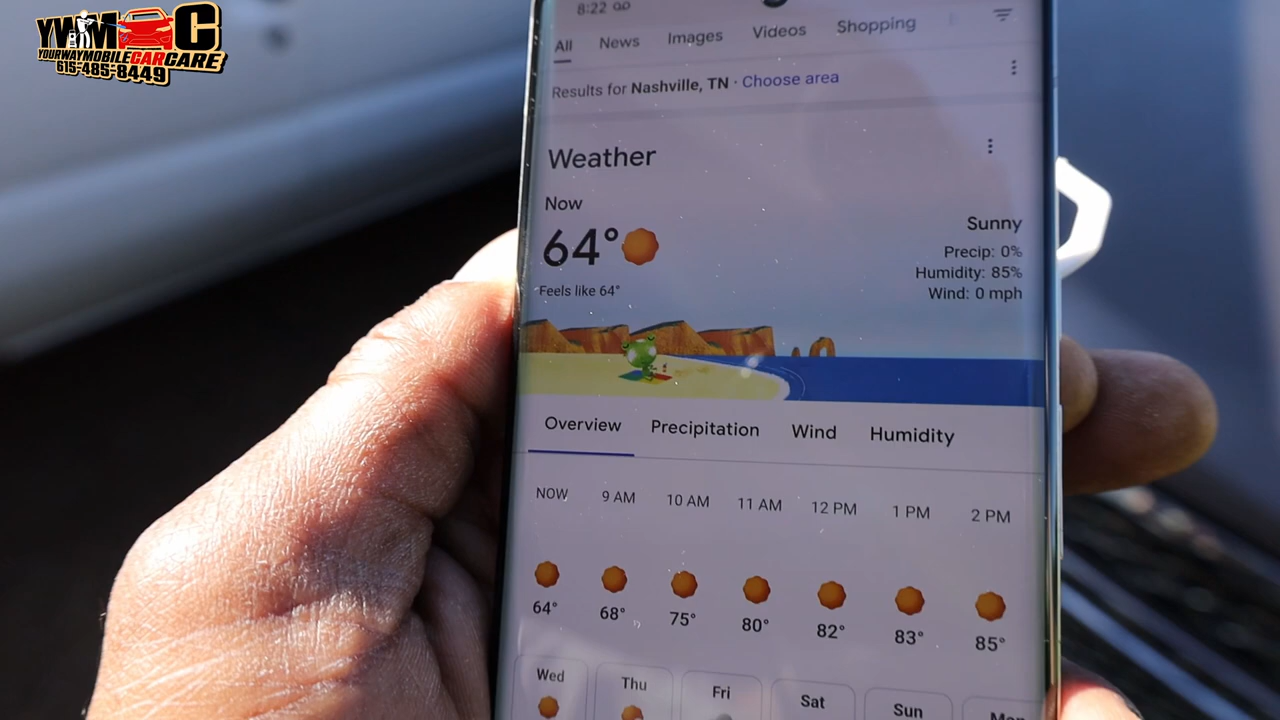 YWMCC
YOURWAYMOBILECARCARE
615-485-8449
8:22
All News Images Videos Shopping
Results for Nashville, TN · Choose area
Weather
Now
64°
Feels like 64°
Sunny
Precip: 0%
Humidity: 85%
Wind: 0 mph
Overview Precipitation Wind Humidity
NOW 9 AM 10 AM 11 AM 12 PM 1 PM 2 PM
64° 68° 75° 80° 82° 83° 85°
Wed Thu Fri Sat Sun Mon